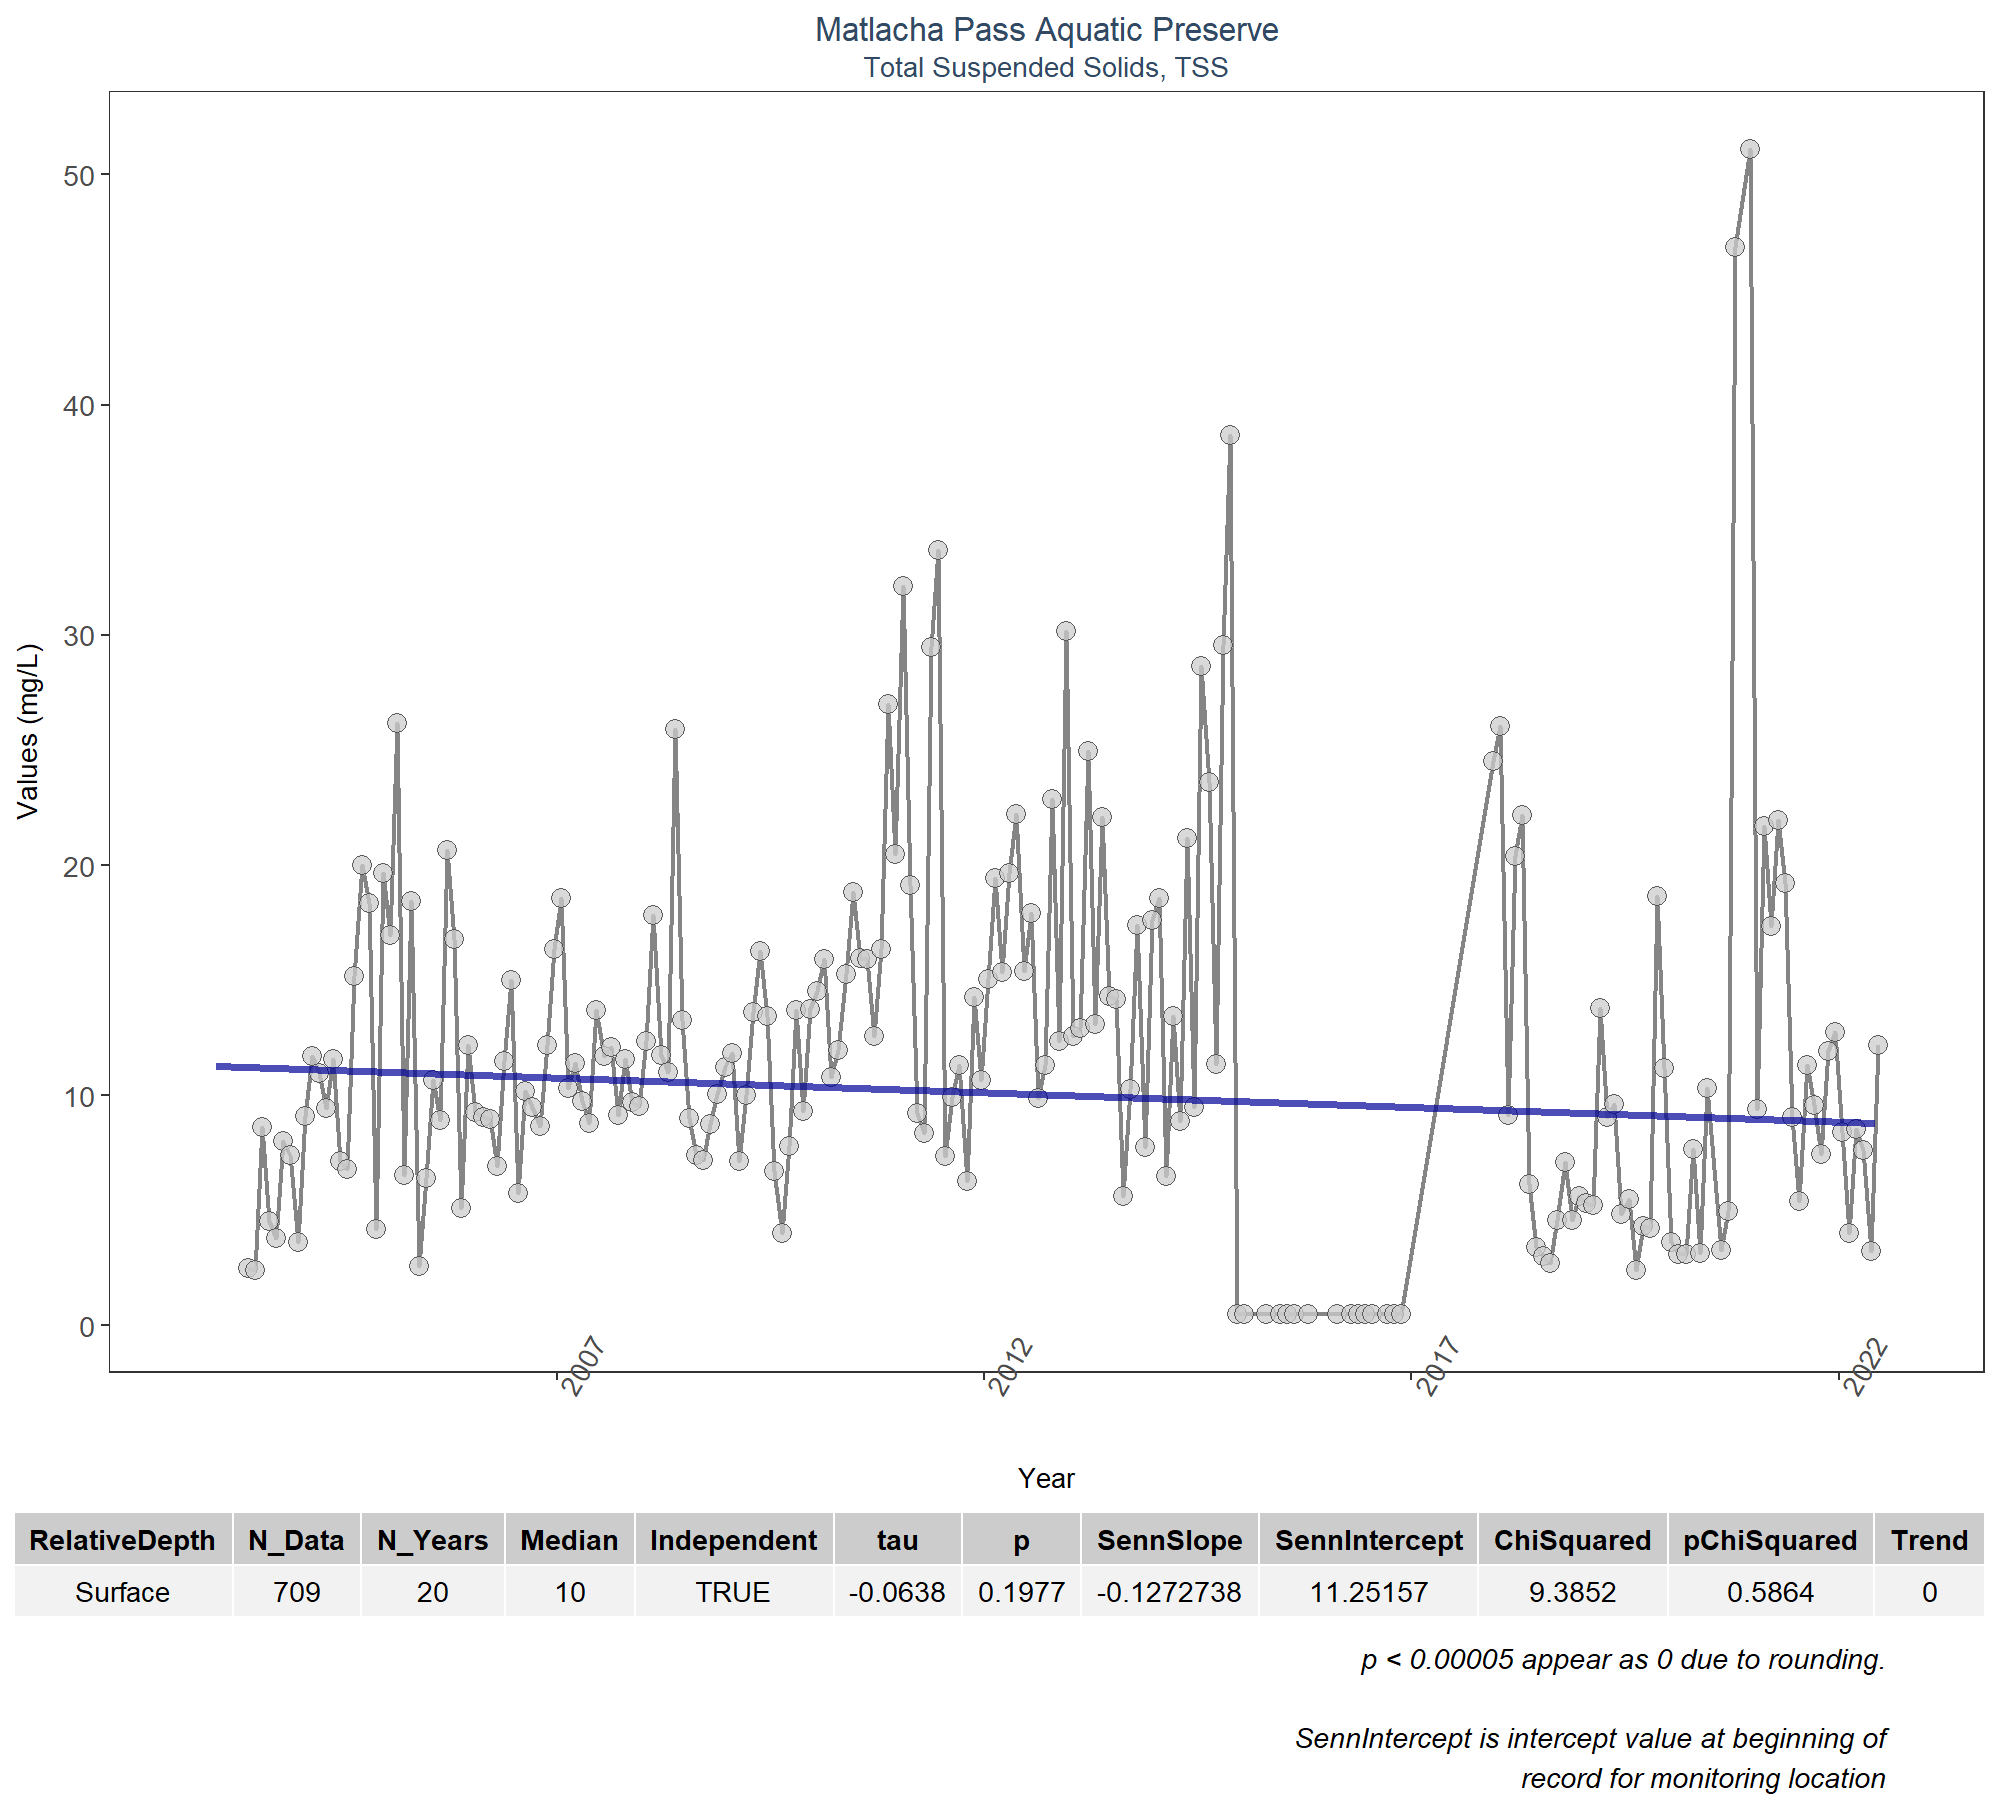 Matlacha Pass Aquatic Preserve
Total Suspended Solids, TSS
Values (mg/L)
50
40
30
20
10
0
2007 2012 2017 2022
Year
RelativeDepth N_Data N_Years Median Independent tau p SennSlope SennIntercept ChiSquared pChiSquared Trend
Surface 709 20 10 TRUE -0.0638 0.1977 -0.1272738 11.25157 9.3852 0.5864 0
p < 0.00005 appear as 0 due to rounding.
SennIntercept is intercept value at beginning of
record for monitoring location